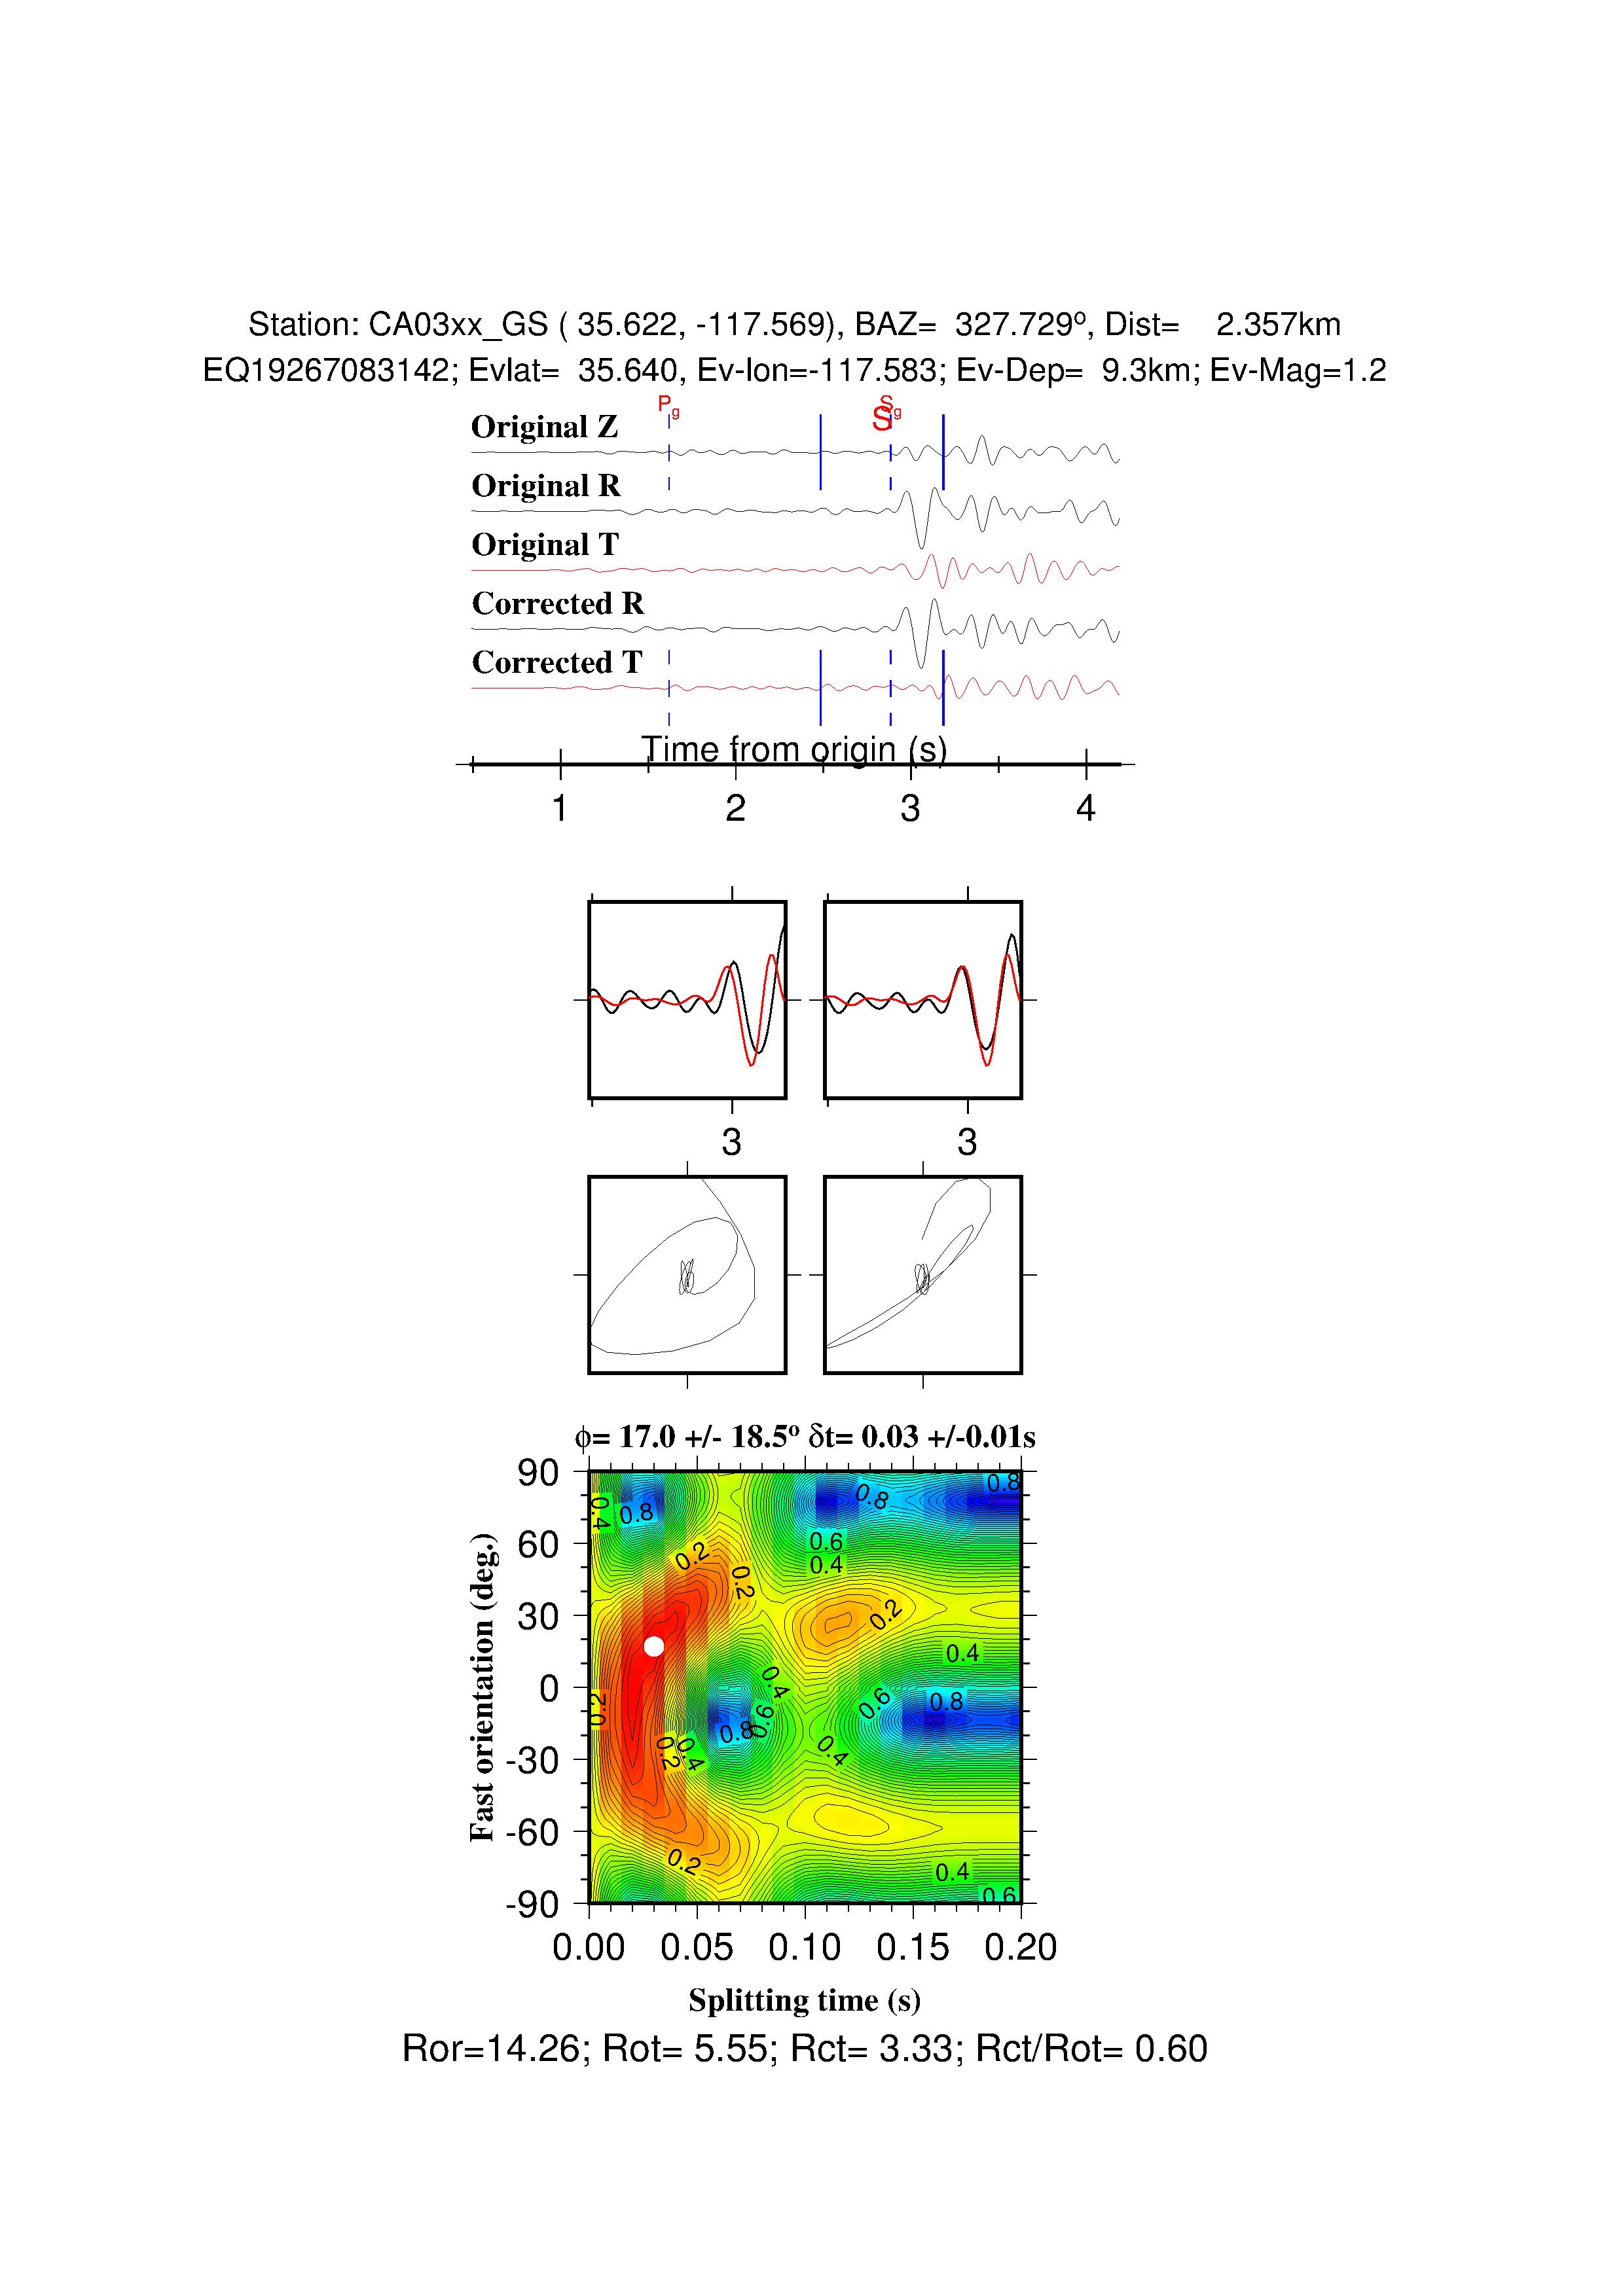 Station: CA03xx_GS ( 35.622, -117.569), BAZ= 327.729º, Dist= 2.357km
EQ19267083142; Evlat= 35.640, Ev-lon=-117.583; Ev-Dep= 9.3km; Ev-Mag=1.2
Pg Sg
S
Original Z
Original R
Original T
Corrected R
Corrected T
Time from origin (s)
1 2 3 4
3 3
ϕ= 17.0 +/- 18.5º δt= 0.03 +/-0.01s
Fast orientation (deg.)
90
60
30
0
-30
-60
-90
0.4 0.8 0.8 0.8
0.6
0.4
0.2 0.2 0.2
0.4
0.4
0.2 0.6 0.8
0.8 0.6
0.2 0.4 0.4
0.2 0.4
0.6
0.00 0.05 0.10 0.15 0.20
Splitting time (s)
Ror=14.26; Rot= 5.55; Rct= 3.33; Rct/Rot= 0.60